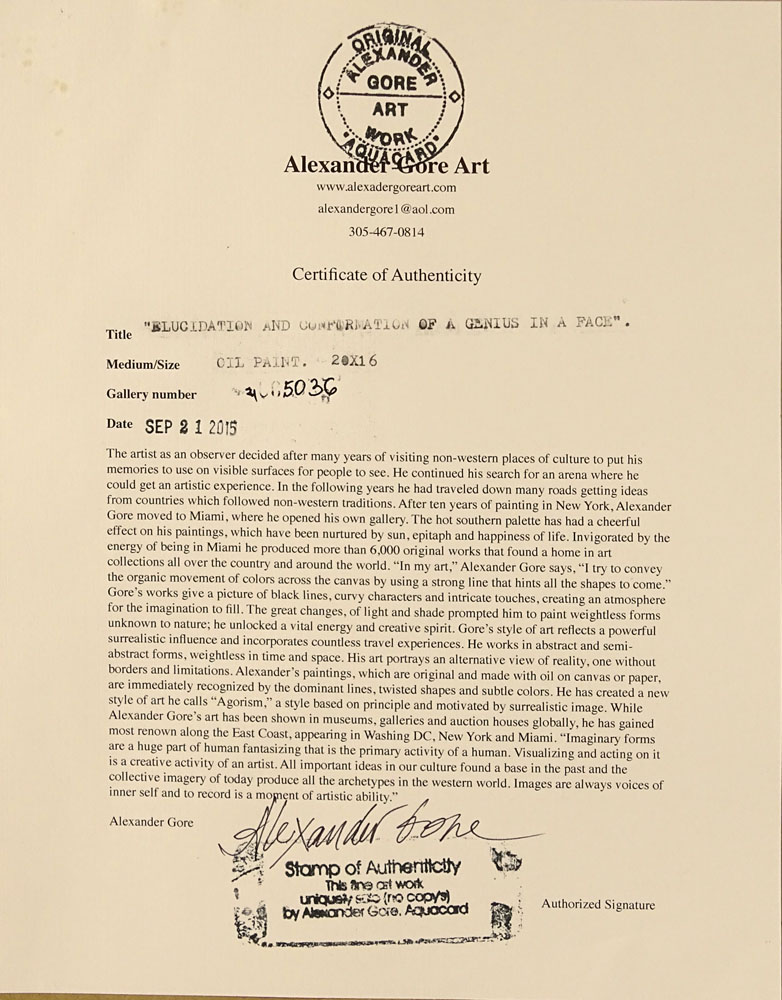 ORIGINAL
ALEXANDER
GORE
ART
WORK
"AQUACARD"
Alexander Gore Art
www.alexadergoreart.com
alexandergore1@aol.com
305-467-0814
Certificate of Authenticity
Title "ELUCIDATION AND CONFORMATION OF A GENIUS IN A FACE".
Medium/Size OIL PAINT. 20X16
Gallery number 5036
Date SEP 21 2015
The artist as an observer decided after many years of visiting non-western places of culture to put his
memories to use on visible surfaces for people to see. He continued his search for an arena where he
could get an artistic experience. In the following years he had traveled down many roads getting ideas
from countries which followed non-western traditions. After ten years of painting in New York, Alexander
Gore moved to Miami, where he opened his own gallery. The hot southern palette has had a cheerful
effect on his paintings, which have been nurtured by sun, epitaph and happiness of life. Invigorated by the
energy of being in Miami he produced more than 6,000 original works that found a home in art
collections all over the country and around the world. “In my art,” Alexander Gore says, “I try to convey
the organic movement of colors across the canvas by using a strong line that hints all the shapes to come.”
Gore’s works give a picture of black lines, curvy characters and intricate touches, creating an atmosphere
for the imagination to fill. The great changes, of light and shade prompted him to paint weightless forms
unknown to nature; he unlocked a vital energy and creative spirit. Gore’s style of art reflects a powerful
surrealistic influence and incorporates countless travel experiences. He works in abstract and semi-
abstract forms, weightless in time and space. His art portrays an alternative view of reality, one without
borders and limitations. Alexander’s paintings, which are original and made with oil on canvas or paper,
are immediately recognized by the dominant lines, twisted shapes and subtle colors. He has created a new
style of art he calls “Agorism,” a style based on principle and motivated by surrealistic image. While
Alexander Gore’s art has been shown in museums, galleries and auction houses globally, he has gained
most renown along the East Coast, appearing in Washing DC, New York and Miami. “Imaginary forms
are a huge part of human fantasizing that is the primary activity of a human. Visualizing and acting on it
is a creative activity of an artist. All important ideas in our culture found a base in the past and the
collective imagery of today produce all the archetypes in the western world. Images are always voices of
inner self and to record is a moment of artistic ability.”
Alexander Gore
Alexander Gore
Stamp of Authenticity
This fine art work
uniquely (no copy's)
by Alexander Gore. Aquacard
Authorized Signature